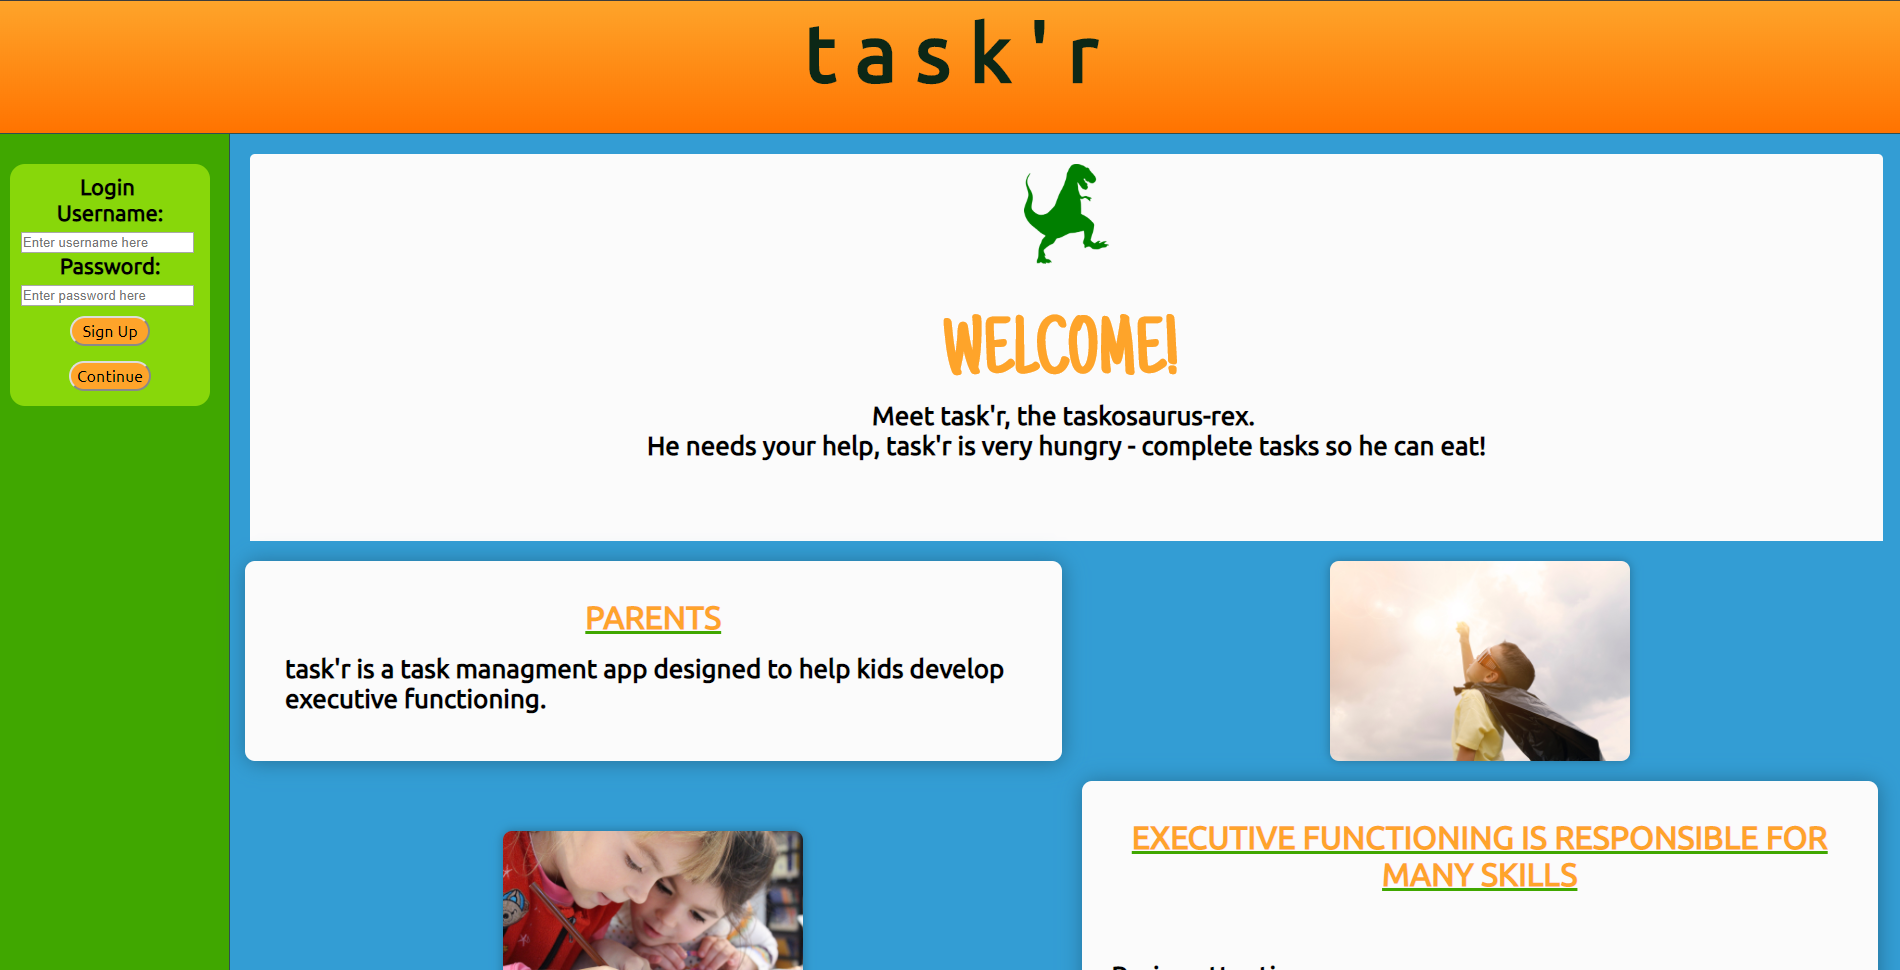 task'r
Login
Username:
Enter username here
Password:
Enter password here
Sign Up
Continue
WELCOME!
Meet task'r, the taskosaurus-rex.
He needs your help, task'r is very hungry - complete tasks so he can eat!
PARENTS
task'r is a task managment app designed to help kids develop
executive functioning.
EXECUTIVE FUNCTIONING IS RESPONSIBLE FOR
MANY SKILLS